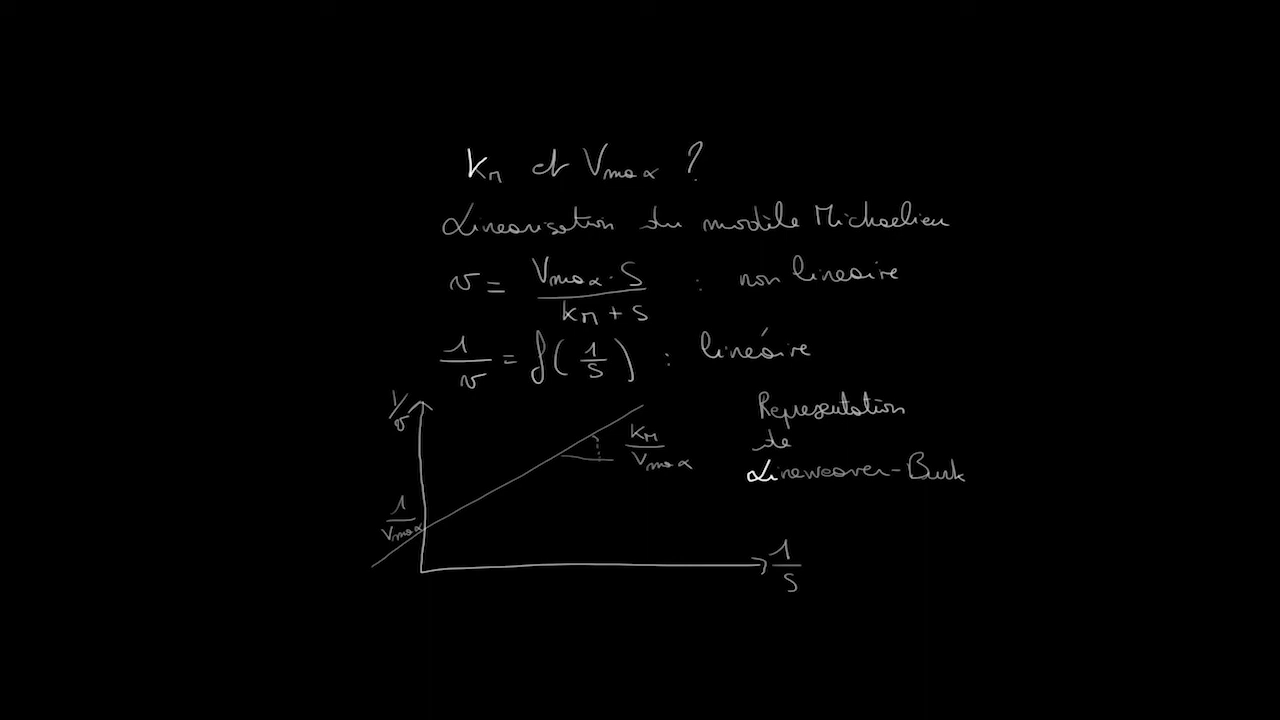 KM et Vmax ?
Linearisation du modèle Michaelien
v = Vmax · S / KM + S : non lineaire
1/v = f(1/S) : linéaire
1/v
KM/Vmax
Representation
de
Lineweaver-Burk
1/Vmax
1/S